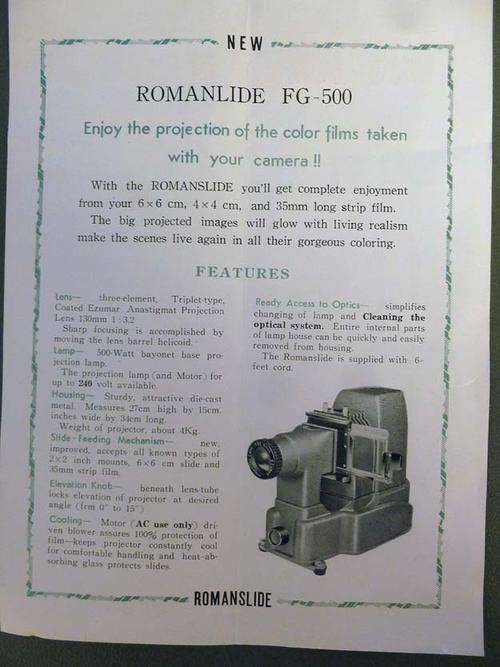 NEW
ROMANLIDE FG-500
Enjoy the projection of the color films taken
with your camera !!
With the ROMANSLIDE you'll get complete enjoyment
from your 6×6 cm, 4×4 cm, and 35mm long strip film.
The big projected images will glow with living realism
make the scenes live again in all their gorgeous coloring.
FEATURES
Lens— three-element, Triplet-type,
Coated Ezumar Anastigmat Projection
Lens 130mm 1 : 3.2
Sharp focusing is accomplished by
moving the lens barrel helicoid.
Lamp— 500-Watt bayonet base pro-
jection lamp.
The projection lamp (and Motor) for
up to 240 volt available.
Housing— Sturdy, attractive die-cast
metal. Measures 27cm high by 15cm.
inches wide by 34cm long.
Weight of projector, about 4Kg.
Slide-Feeding Mechanism— new,
improved, accepts all known types of
2×2 inch mounts, 6×6 cm slide and
35mm strip film.
Elevation Knob— beneath lens-tube
locks elevation of projector at desired
angle (frm 0° to 15°)
Cooling— Motor (AC use only) dri-
ven blower assures 100% protection of
film—keeps projector constantly cool
for comfortable handling and heat-ab-
sorbing glass protects slides.
Ready Access to Optics— simplifies
changing of lamp and Cleaning the
optical system. Entire internal parts
of lamp house can be quickly and easily
removed from housing.
The Romanslide is supplied with 6-
feet cord.
ROMANSLIDE